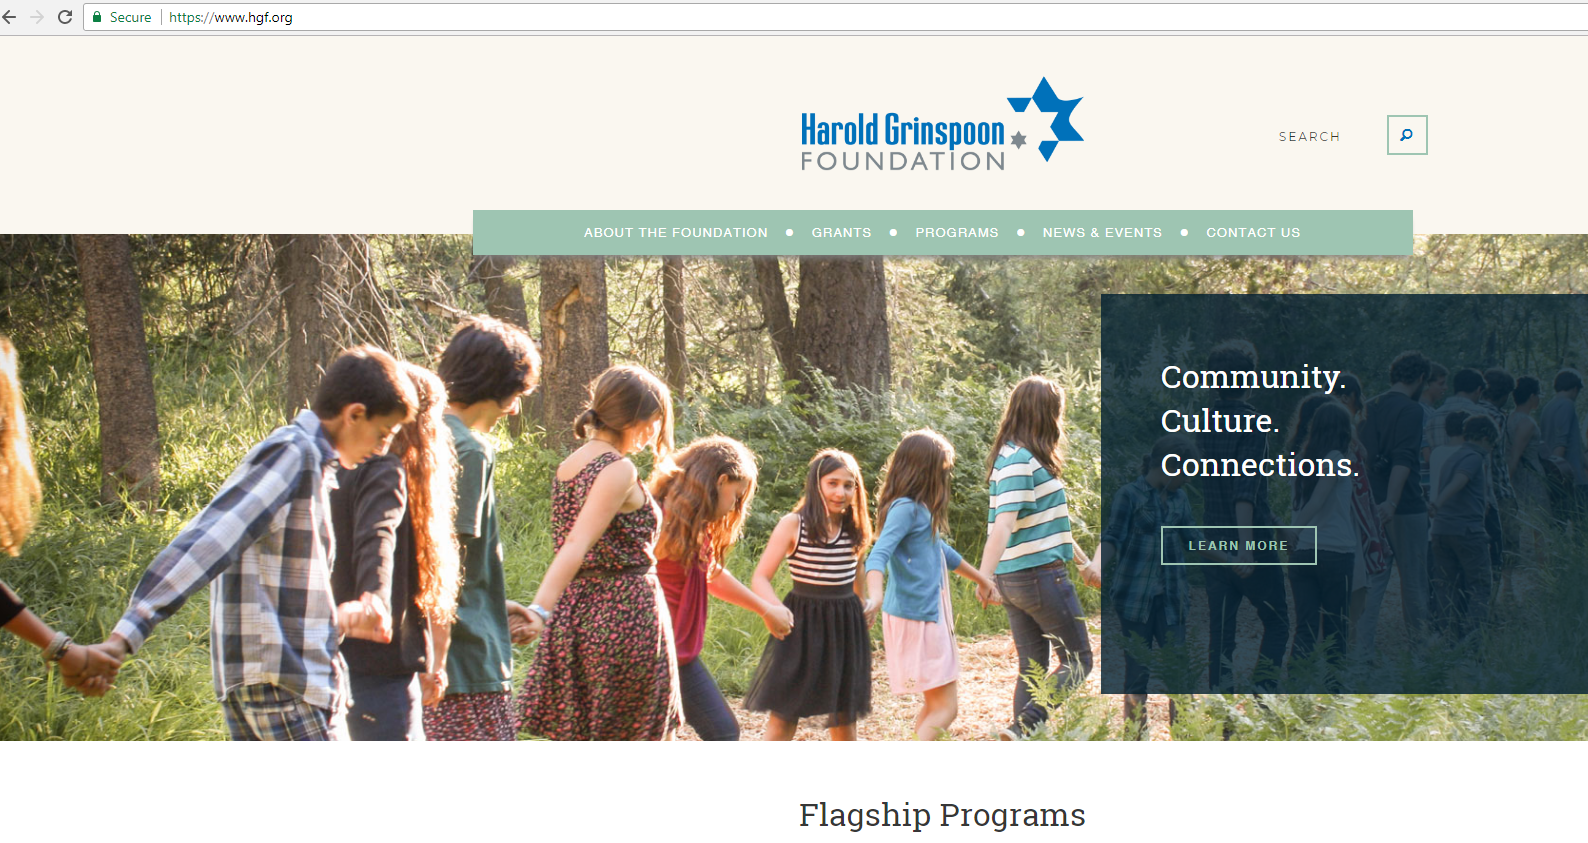 Secure https://www.hgf.org
Harold Grinspoon
FOUNDATION
SEARCH
ABOUT THE FOUNDATION GRANTS PROGRAMS NEWS & EVENTS CONTACT US
Community.
Culture.
Connections.
LEARN MORE
Flagship Programs